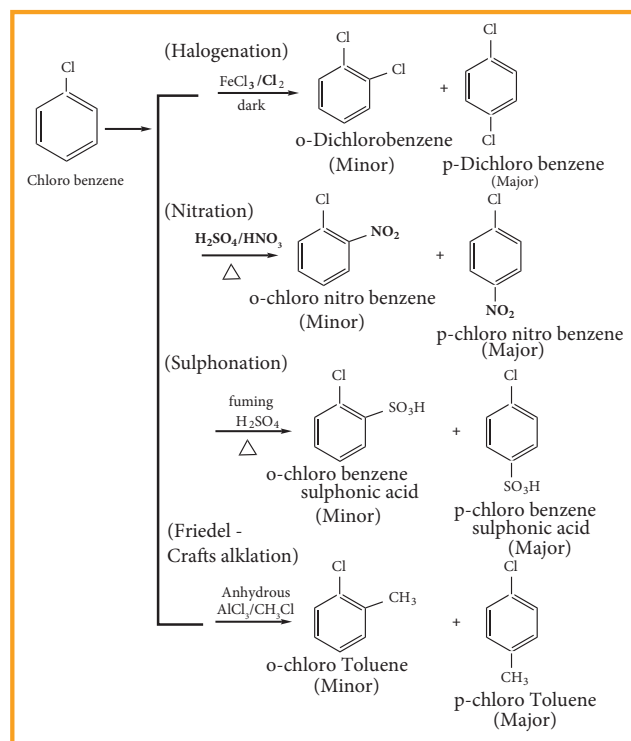 (Halogenation)
Cl
Chloro benzene
FeCl3/Cl2
dark
Cl
Cl
o-Dichlorobenzene
(Minor)
+
Cl
Cl
p-Dichloro benzene
(Major)
(Nitration)
H2SO4/HNO3
△
Cl
NO2
o-chloro nitro benzene
(Minor)
+
Cl
NO2
p-chloro nitro benzene
(Major)
(Sulphonation)
fuming
H2SO4
△
Cl
SO3H
o-chloro benzene
sulphonic acid
(Minor)
+
Cl
SO3H
p-chloro benzene
sulphonic acid
(Major)
(Friedel -
Crafts alklation)
Anhydrous
AlCl3/CH3Cl
Cl
CH3
o-chloro Toluene
(Minor)
+
Cl
CH3
p-chloro Toluene
(Major)